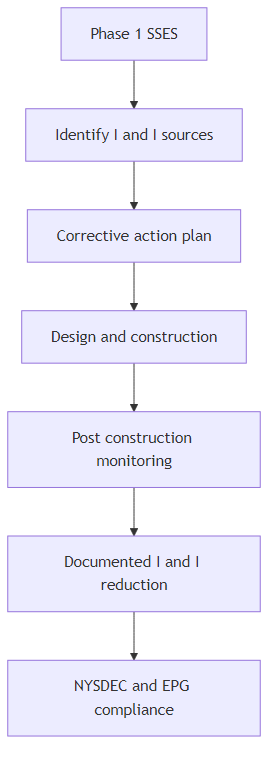 Phase 1 SSES
Identify I and I sources
Corrective action plan
Design and construction
Post construction
monitoring
Documented I and I
reduction
NYSDEC and EPG
compliance